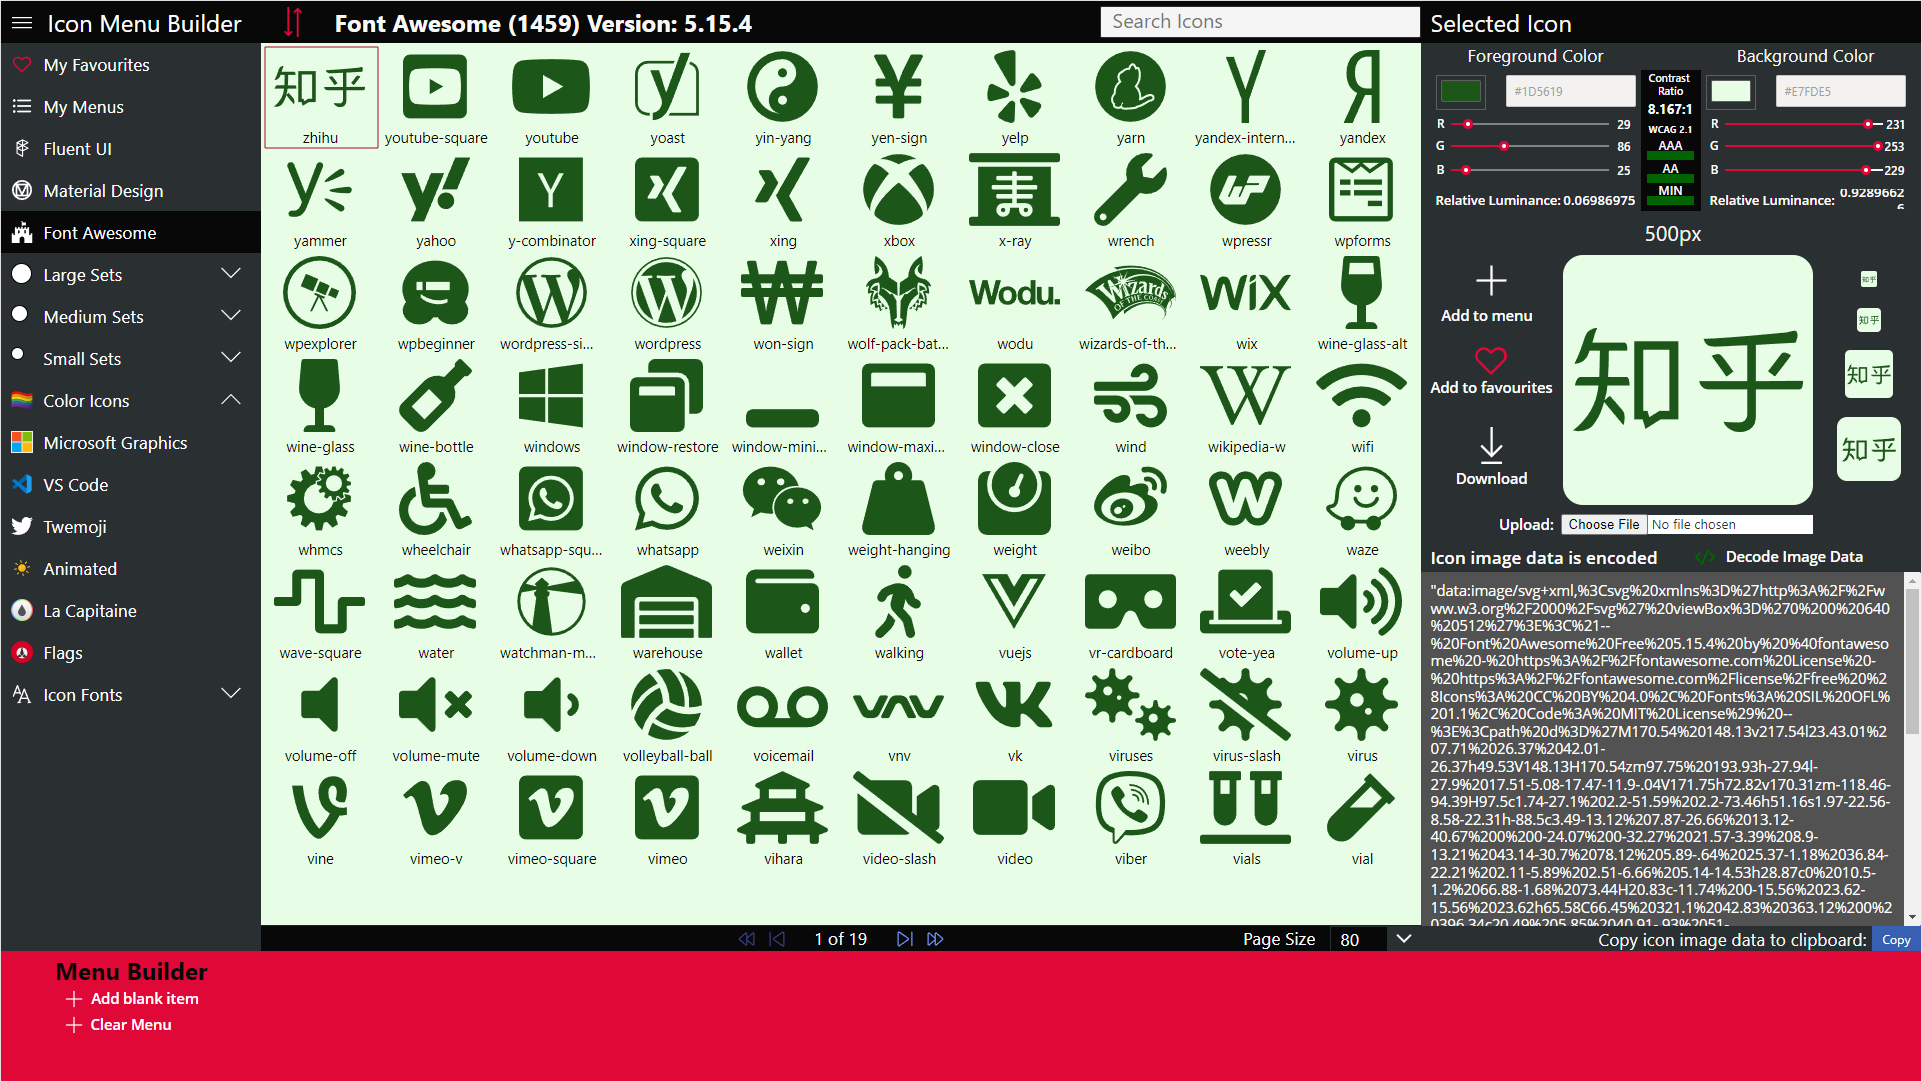 Icon Menu Builder
Font Awesome (1459) Version: 5.15.4
Search Icons
Selected Icon
My Favourites
My Menus
Fluent UI
Material Design
Font Awesome
Large Sets
Medium Sets
Small Sets
Color Icons
Microsoft Graphics
VS Code
Twemoji
Animated
La Capitaine
Flags
Icon Fonts
知乎
zhihu youtube-square youtube yoast yin-yang yen-sign yelp yarn yandex-intern... yandex
yammer yahoo y-combinator xing-square xing xbox x-ray wrench wpressr wpforms
Wodu. Wizards OF THE COAST WiX
wpexplorer wpbeginner wordpress-si... wordpress won-sign wolf-pack-bat... wodu wizards-of-th... wix wine-glass-alt
wine-glass wine-bottle windows window-restore window-mini... window-maxi... window-close wind wikipedia-w wifi
whmcs wheelchair whatsapp-squ... whatsapp weixin weight-hanging weight weibo weebly waze
wave-square water watchman-m... warehouse wallet walking vuejs vr-cardboard vote-yea volume-up
volume-off volume-mute volume-down volleyball-ball voicemail vnv vk viruses virus-slash virus
vine vimeo-v vimeo-square vimeo vihara video-slash video viber vials vial
1 of 19
Page Size 80
Foreground Color
#1D5619
R 29
G 86
B 25
Relative Luminance: 0.06986975
Contrast
Ratio
8.167:1
WCAG 2.1
AAA
AA
MIN
Background Color
#E7FDE5
R 231
G 253
B 229
Relative Luminance: 0.9289662
500px
Add to menu
Add to favourites
Download
知乎
知乎
知乎
知乎
知乎
Upload: Choose File No file chosen
Icon image data is encoded
Decode Image Data
"data:image/svg+xml,%3Csvg%20xmlns%3D%27http%3A%2F%2Fw
ww.w3.org%2F2000%2Fsvg%27%20viewBox%3D%270%200%20640
%20512%27%3E%3C%21--
%20Font%20Awesome%20Free%205.15.4%20by%20%40fontaweso
me%20-%20https%3A%2F%2Ffontawesome.com%20License%20-
%20https%3A%2F%2Ffontawesome.com%2Flicense%2Ffree%20%2
8Icons%3A%20CC%20BY%204.0%2C%20Fonts%3A%20SIL%20OFL%
201.1%2C%20Code%3A%20MIT%20License%29%20--
%3E%3Cpath%20d%3D%27M170.54%20148.13v217.54l23.43.01%2
07.71%2026.37%2042.01-
26.37h49.53V148.13H170.54zm97.75%20193.93h-27.94l-
27.9%2017.51-5.08-17.47-11.9-.04V171.75h72.82v170.31zm-118.46-
94.39H97.5c1.74-27.1%202.2-51.59%202.2-73.46h51.16s1.97-22.56-
8.58-22.31h-88.5c3.49-13.12%207.87-26.66%2013.12-
40.67%200%200-24.07%200-32.27%2021.57-3.39%208.9-
13.21%2043.14-30.7%2078.12%205.89-.64%2025.37-1.18%2036.84-
22.21%202.11-5.89%202.51-6.66%205.14-14.53h28.87c0%2010.5-
1.2%2066.88-1.68%2073.44H20.83c-11.74%200-15.56%2023.62-
15.56%2023.62h65.58C66.45%20321.1%2042.83%20363.12%200%2
0396.34c20.49%205.85%2040.91-.93%2051-
Copy icon image data to clipboard: Copy
Menu Builder
Add blank item
Clear Menu